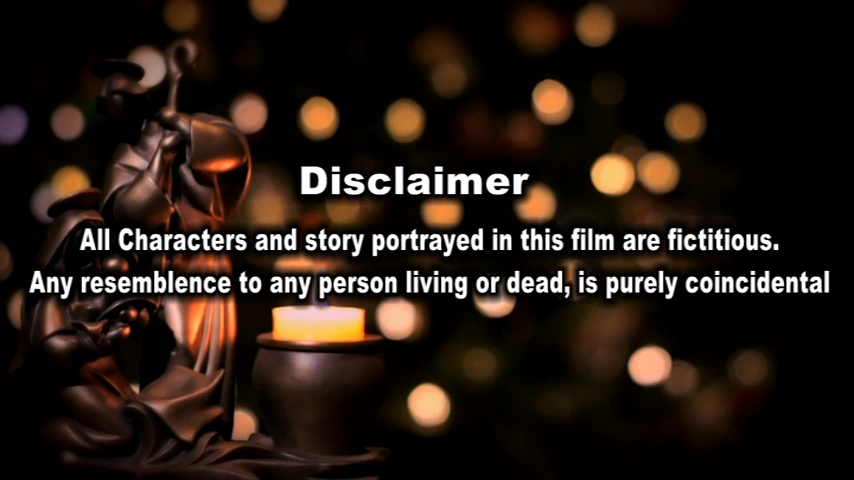 Disclaimer
All Characters and story portrayed in this film are fictitious.
Any resemblence to any person living or dead, is purely coincidental